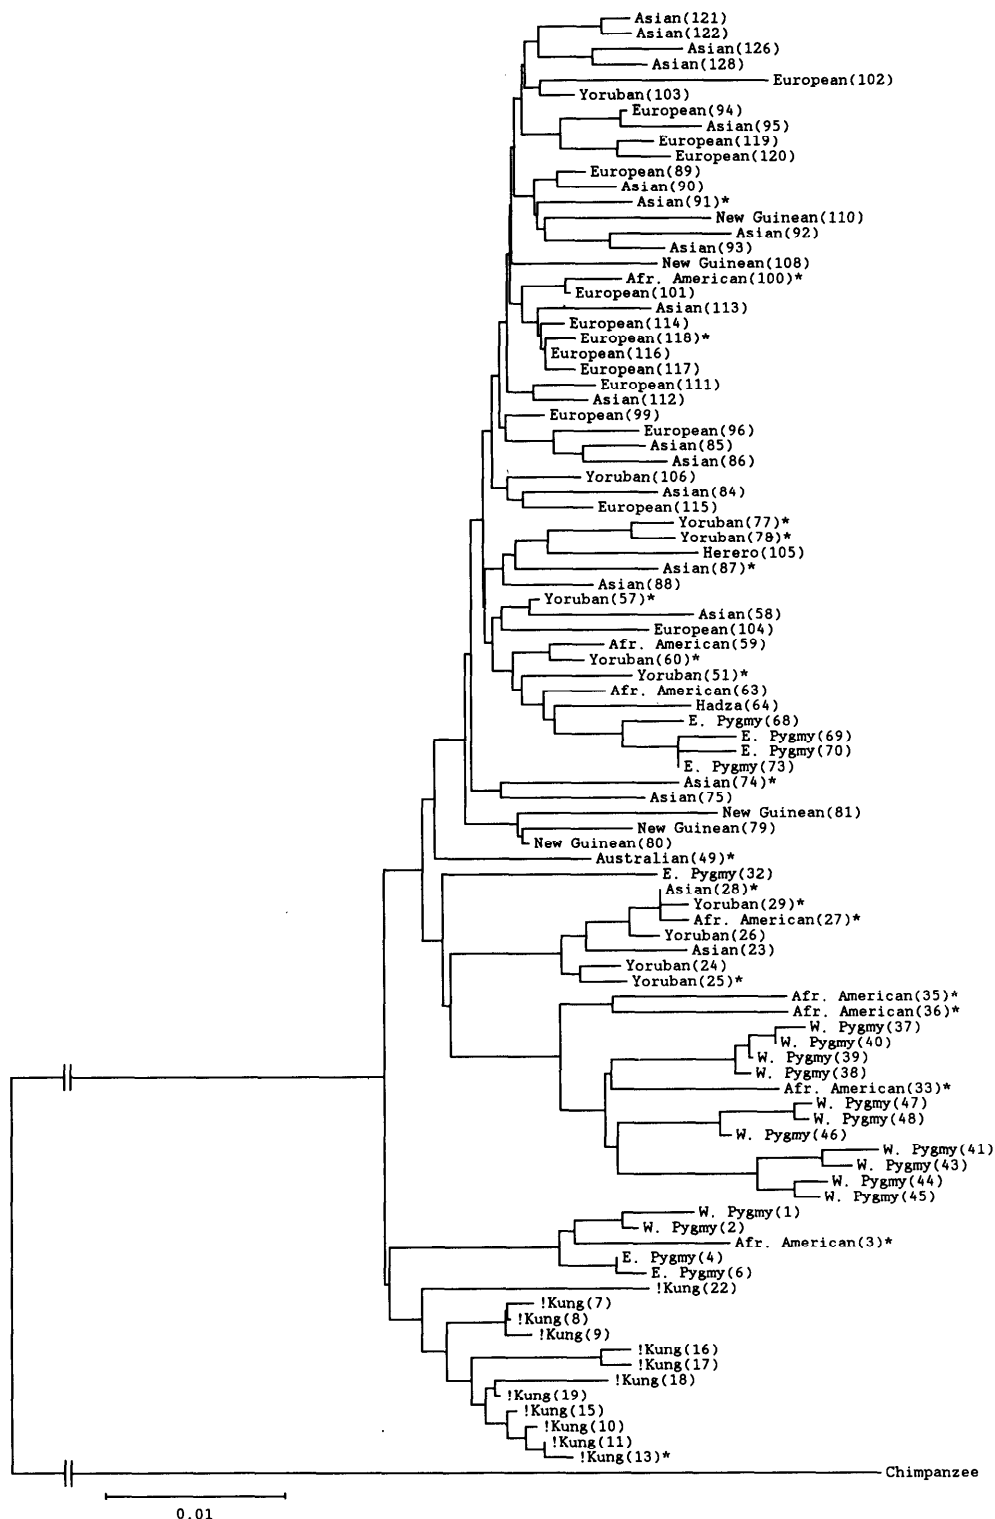 Asian(121)
Asian(122)
Asian(126)
Asian(128)
European(102)
Yoruban(103)
European(94)
Asian(95)
European(119)
European(120)
European(89)
Asian(90)
Asian(91)*
New Guinean(110)
Asian(92)
Asian(93)
New Guinean(108)
Afr. American(100)*
European(101)
Asian(113)
European(114)
European(118)*
European(116)
European(117)
European(111)
Asian(112)
European(99)
European(96)
Asian(85)
Asian(86)
Yoruban(106)
Asian(84)
European(115)
Yoruban(77)*
Yoruban(78)*
Herero(105)
Asian(87)*
Asian(88)
Yoruban(57)*
Asian(58)
European(104)
Afr. American(59)
Yoruban(60)*
Yoruban(51)*
Afr. American(63)
Hadza(64)
E. Pygmy(68)
E. Pygmy(69)
E. Pygmy(70)
E. Pygmy(73)
Asian(74)*
Asian(75)
New Guinean(81)
New Guinean(79)
New Guinean(80)
Australian(49)*
E. Pygmy(32)
Asian(28)*
Yoruban(29)*
Afr. American(27)*
Yoruban(26)
Asian(23)
Yoruban(24)
Yoruban(25)*
Afr. American(35)*
Afr. American(36)*
W. Pygmy(37)
W. Pygmy(40)
W. Pygmy(39)
W. Pygmy(38)
Afr. American(33)*
W. Pygmy(47)
W. Pygmy(48)
W. Pygmy(46)
W. Pygmy(41)
W. Pygmy(43)
W. Pygmy(44)
W. Pygmy(45)
W. Pygmy(1)
W. Pygmy(2)
Afr. American(3)*
E. Pygmy(4)
E. Pygmy(6)
!Kung(22)
!Kung(7)
!Kung(8)
!Kung(9)
!Kung(16)
!Kung(17)
!Kung(18)
!Kung(19)
!Kung(15)
!Kung(10)
!Kung(11)
!Kung(13)*
Chimpanzee
0.01